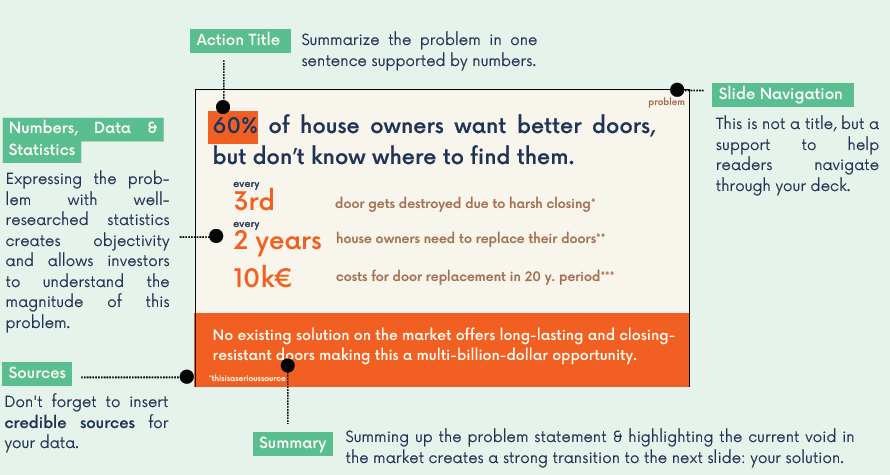 Action Title
Summarize the problem in one
sentence supported by numbers.
Slide Navigation
This is not a title, but a
support to help
readers navigate
through your deck.
problem
60% of house owners want better doors,
but don't know where to find them.
Numbers, Data &
Statistics
Expressing the prob-
lem with well-
researched statistics
creates objectivity
and allows investors
to understand the
magnitude of this
problem.
every
3rd door gets destroyed due to harsh closing*
every
2 years house owners need to replace their doors**
10k€ costs for door replacement in 20 y. period***
No existing solution on the market offers long-lasting and closing-
resistant doors making this a multi-billion-dollar opportunity.
*thisisaserioussource
Sources
Don't forget to insert
credible sources for
your data.
Summary
Summing up the problem statement & highlighting the current void in
the market creates a strong transition to the next slide: your solution.